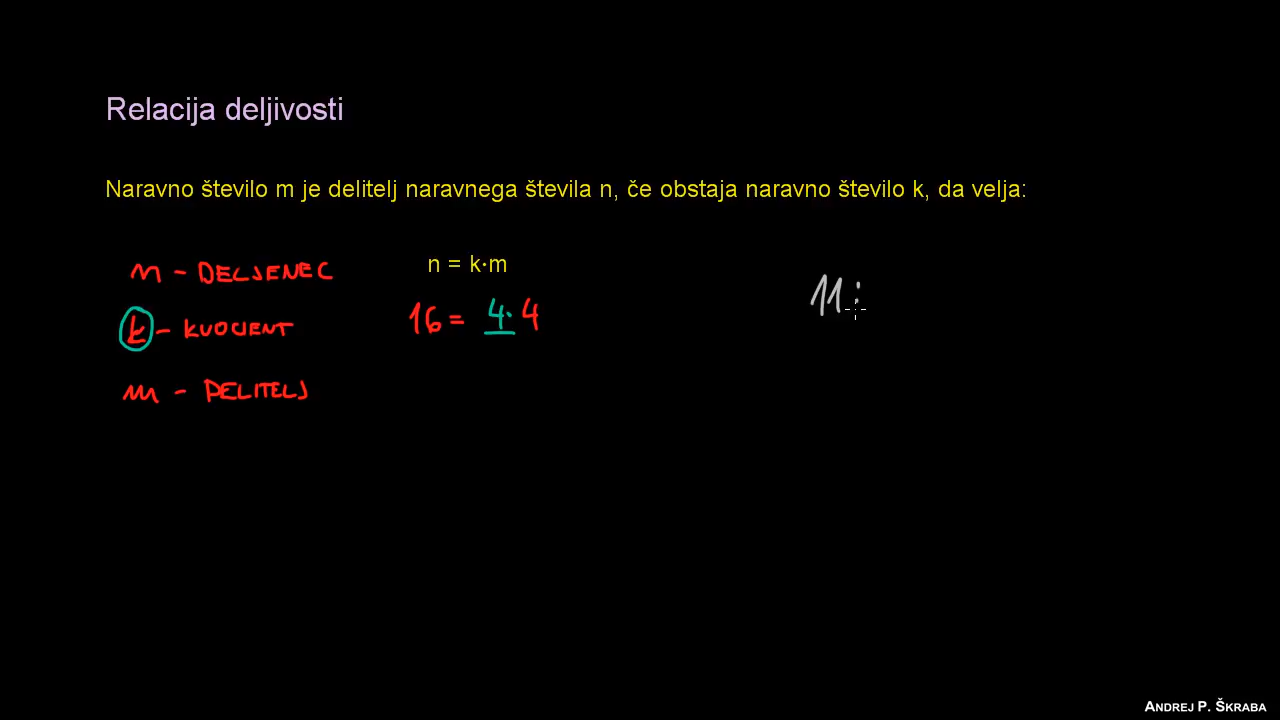 Relacija deljivosti
Naravno število m je delitelj naravnega števila n, če obstaja naravno število k, da velja:
n - DELJENEC
n = k·m
k - KVOCIENT
16 = 4·4
11:
m - DELITELJ
ANDREJ P. ŠKRABA